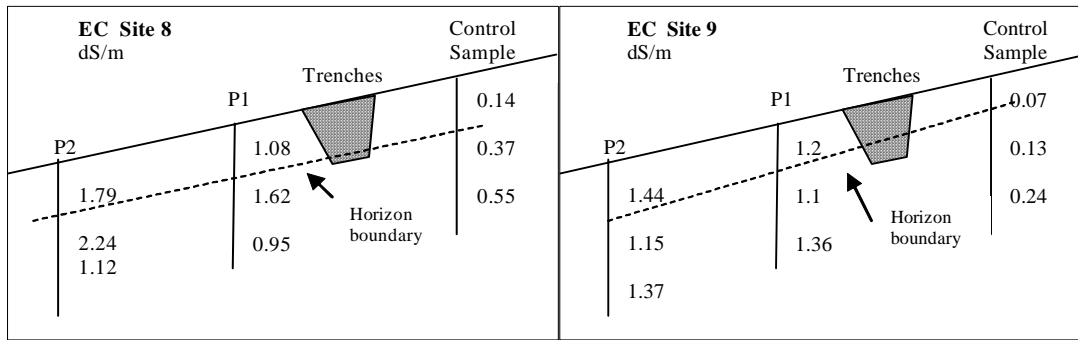 EC Site 8
dS/m
Control
Sample
Trenches
P1
P2
0.14
0.37
0.55
1.08
1.62
0.95
1.79
2.24
1.12
Horizon
boundary
EC Site 9
dS/m
Control
Sample
Trenches
P1
P2
0.07
0.13
0.24
1.2
1.1
1.36
1.44
1.15
1.37
Horizon
boundary